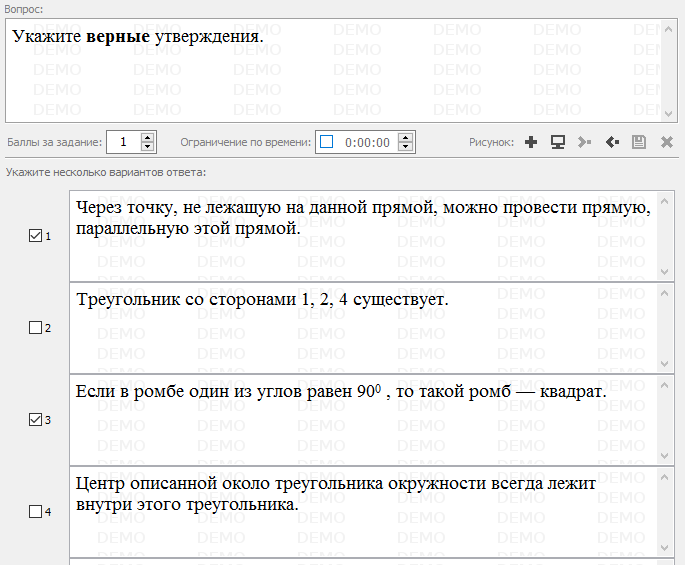 Вопрос:
Укажите верные утверждения.
Баллы за задание: 1 Ограничение по времени: 0:00:00 Рисунок:
Укажите несколько вариантов ответа:
1 Через точку, не лежащую на данной прямой, можно провести прямую,
параллельную этой прямой.
2 Треугольник со сторонами 1, 2, 4 существует.
3 Если в ромбе один из углов равен 90⁰ , то такой ромб — квадрат.
4 Центр описанной около треугольника окружности всегда лежит
внутри этого треугольника.